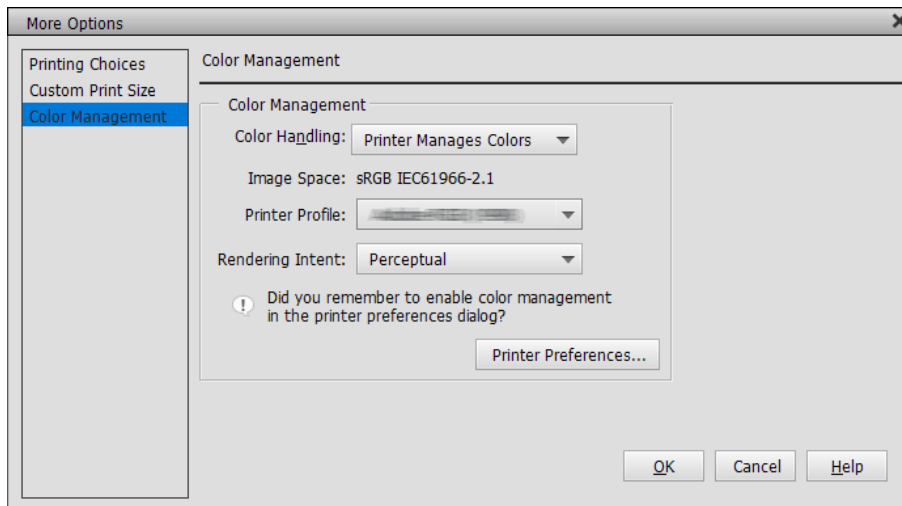 More Options
Printing Choices
Custom Print Size
Color Management
Color Management
Color Management
Color Handling: Printer Manages Colors
Image Space: sRGB IEC61966-2.1
Printer Profile:
Rendering Intent: Perceptual
Did you remember to enable color management
in the printer preferences dialog?
Printer Preferences...
OK Cancel Help